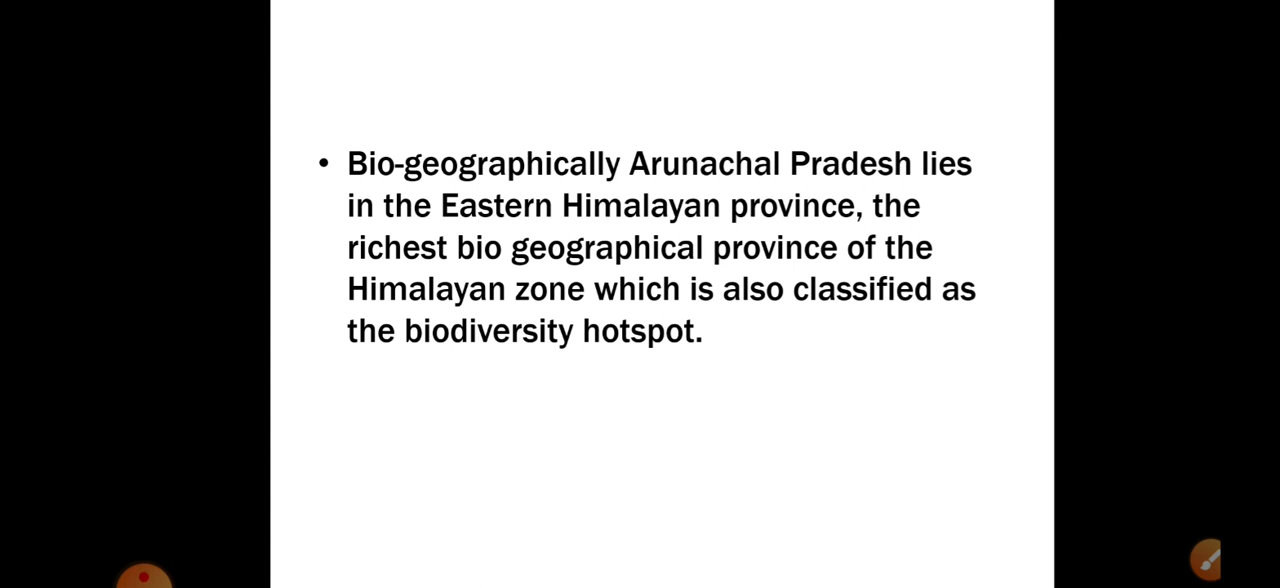 • Bio-geographically Arunachal Pradesh lies
in the Eastern Himalayan province, the
richest bio geographical province of the
Himalayan zone which is also classified as
the biodiversity hotspot.